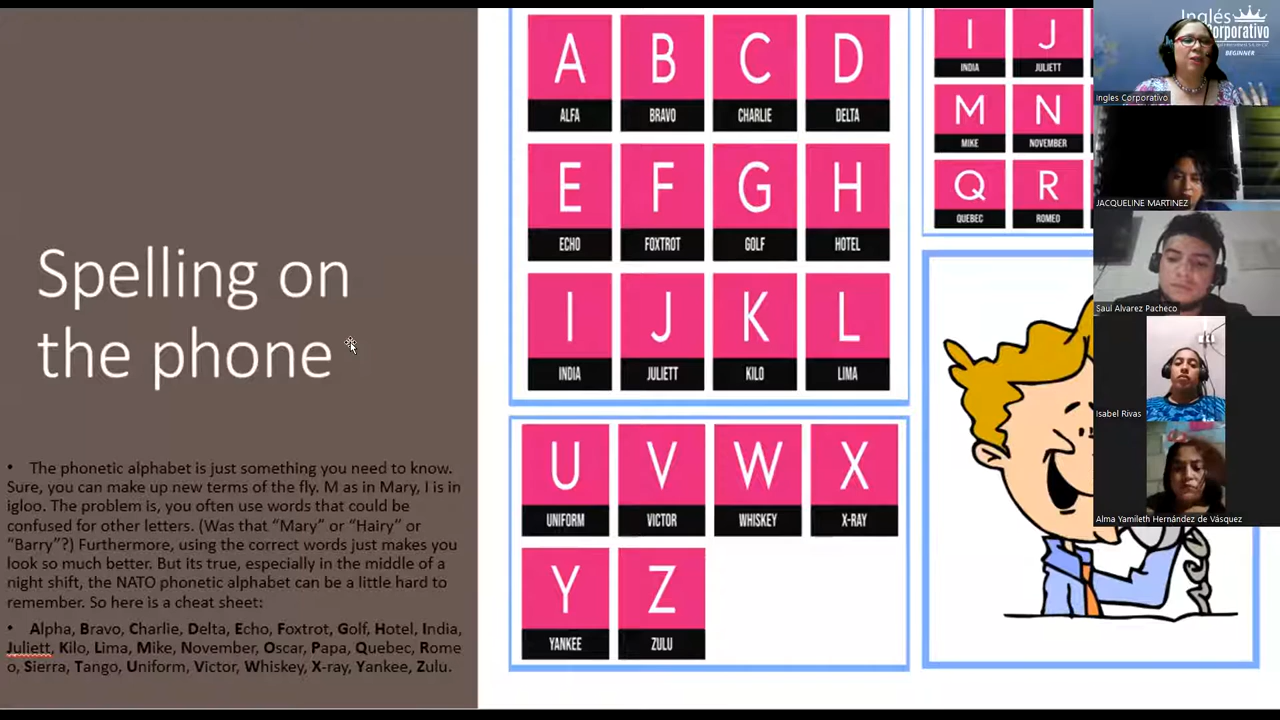 Spelling on
the phone
• The phonetic alphabet is just something you need to know.
Sure, you can make up new terms of the fly. M as in Mary, I is in
igloo. The problem is, you often use words that could be
confused for other letters. (Was that “Mary” or “Hairy” or
“Barry”?) Furthermore, using the correct words just makes you
look so much better. But its true, especially in the middle of a
night shift, the NATO phonetic alphabet can be a little hard to
remember. So here is a cheat sheet:
• Alpha, Bravo, Charlie, Delta, Echo, Foxtrot, Golf, Hotel, India,
Juliett, Kilo, Lima, Mike, November, Oscar, Papa, Quebec, Rome
o, Sierra, Tango, Uniform, Victor, Whiskey, X-ray, Yankee, Zulu.
A B C D
ALFA BRAVO CHARLIE DELTA
E F G H
ECHO FOXTROT GOLF HOTEL
I J K L
INDIA JULIETT KILO LIMA
U V W X
UNIFORM VICTOR WHISKEY X-RAY
Y Z
YANKEE ZULU
I J
INDIA JULIETT
M N
MIKE NOVEMBER
Q R
QUEBEC ROMEO
Inglés
Corporativo
BEGINNER
Ingles Corporativo
JACQUELINE MARTINEZ
Saul Alvarez Pacheco
Isabel Rivas
Alma Yamileth Hernández de Vásquez